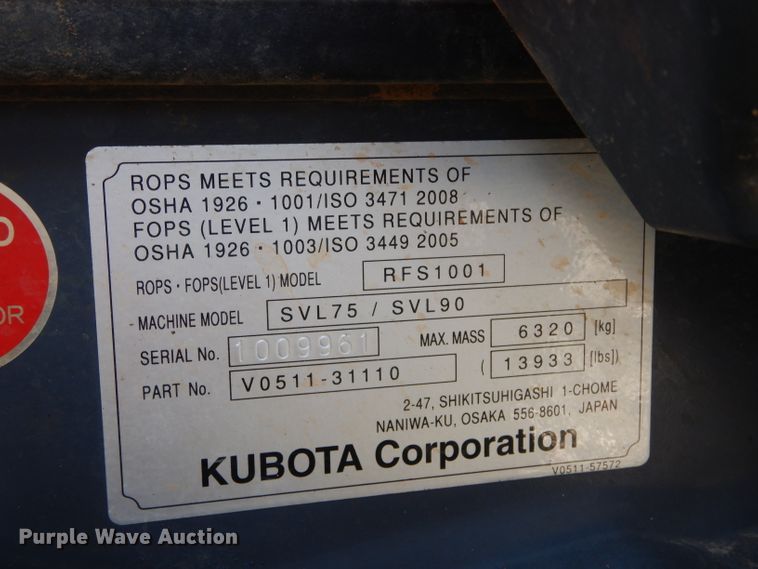 ROPS MEETS REQUIREMENTS OF
OSHA 1926・1001/ISO 3471 2008
FOPS (LEVEL 1) MEETS REQUIREMENTS OF
OSHA 1926・1003/ISO 3449 2005
ROPS・FOPS(LEVEL 1) MODEL RFS1001
MACHINE MODEL SVL75 / SVL90
SERIAL No. 1009961 MAX. MASS 6320 [kg]
PART No. V0511-31110 ( 13933 [lbs])
2-47, SHIKITSUHIGASHI 1-CHOME
NANIWA-KU, OSAKA 556-8601, JAPAN
KUBOTA Corporation
V0511-57572
Purple Wave Auction